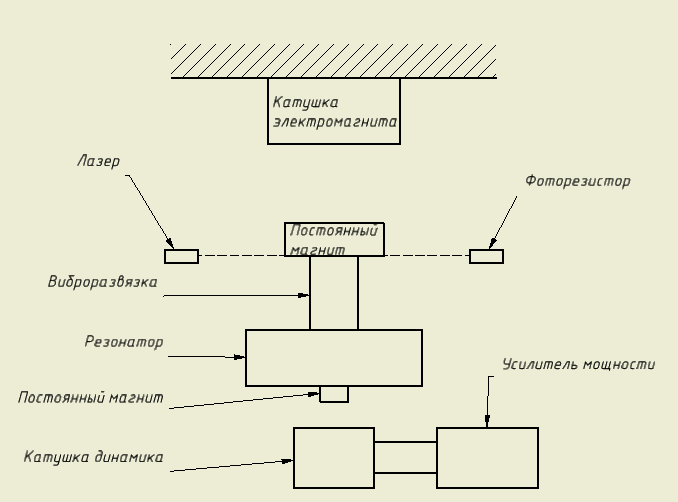 Катушка
электромагнита
Лазер
Фоторезистор
Постоянный
магнит
Виброразвязка
Резонатор
Усилитель мощности
Постоянный магнит
Катушка динамика